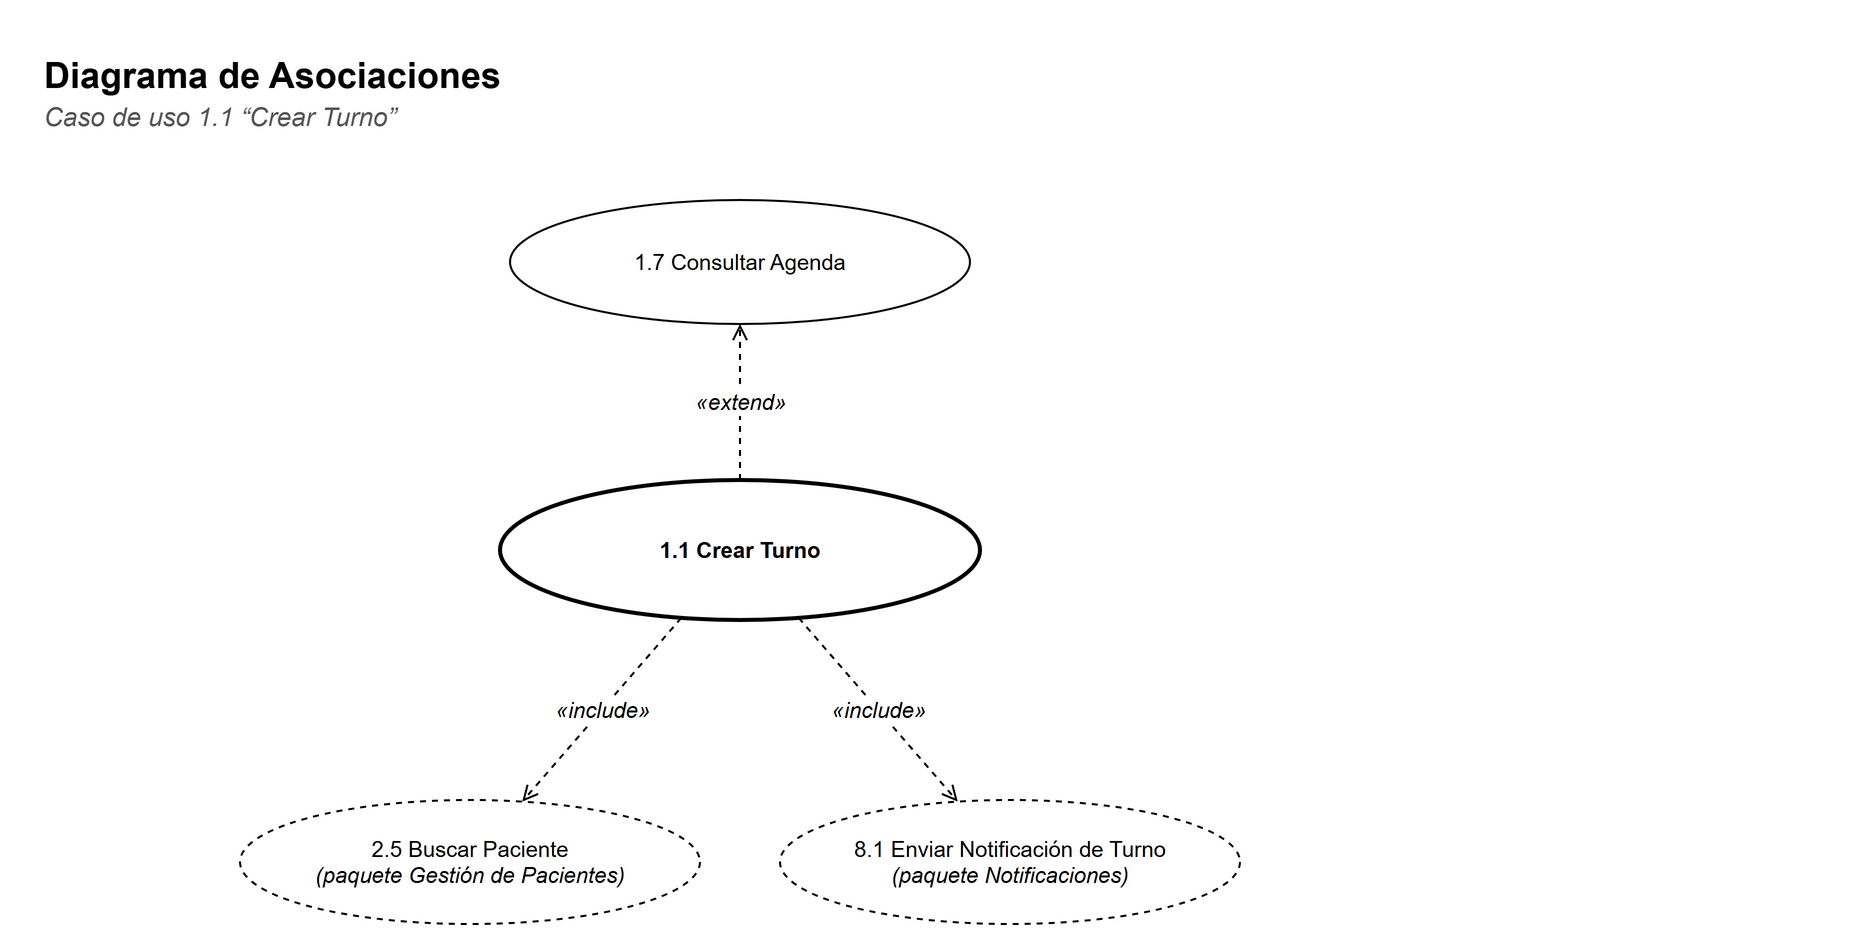 Diagrama de Asociaciones
Caso de uso 1.1 “Crear Turno”
1.7 Consultar Agenda
«extend»
1.1 Crear Turno
«include»
«include»
2.5 Buscar Paciente
(paquete Gestión de Pacientes)
8.1 Enviar Notificación de Turno
(paquete Notificaciones)